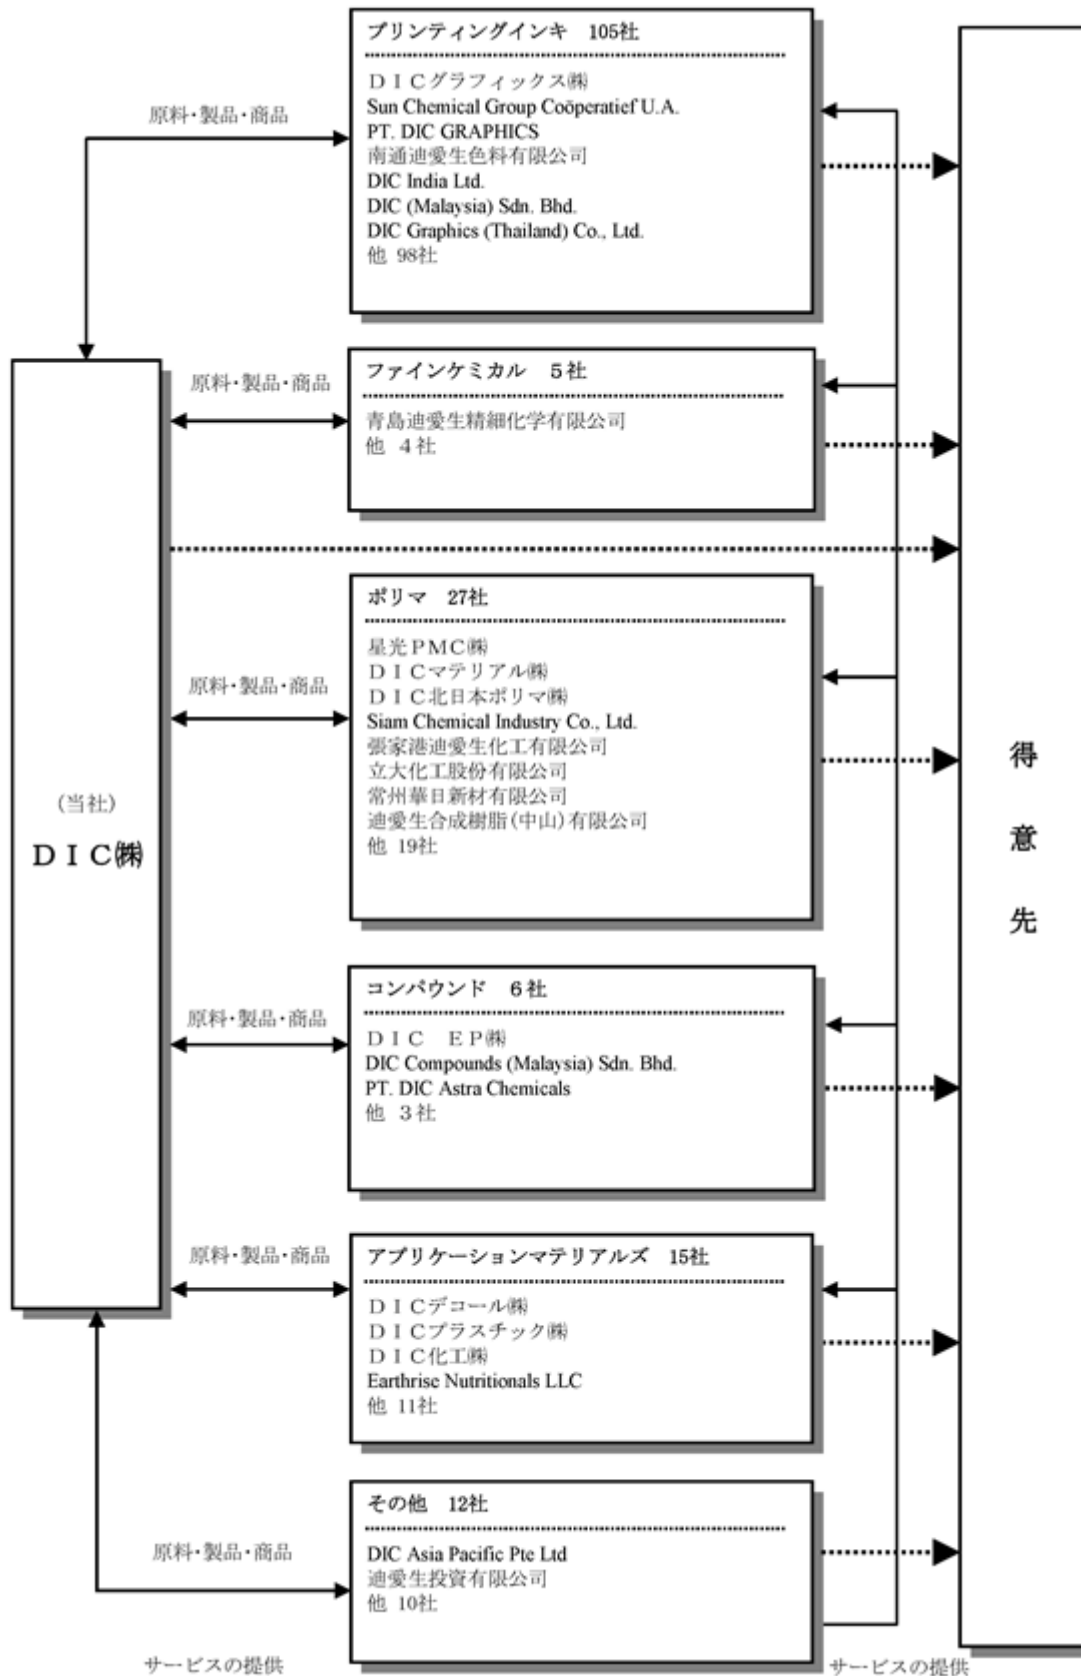 プリンティングインキ　105社
ＤＩＣグラフィックス㈱
Sun Chemical Group Coöperatief U.A.
PT. DIC GRAPHICS
南通迪愛生色料有限公司
DIC India Ltd.
DIC (Malaysia) Sdn. Bhd.
DIC Graphics (Thailand) Co., Ltd.
他 98社
原料・製品・商品
ファインケミカル　５社
青島迪愛生精細化学有限公司
他 ４社
原料・製品・商品
ポリマ　27社
星光ＰＭＣ㈱
ＤＩＣマテリアル㈱
ＤＩＣ北日本ポリマ㈱
Siam Chemical Industry Co., Ltd.
張家港迪愛生化工有限公司
立大化工股份有限公司
常州華日新材有限公司
迪愛生合成樹脂(中山)有限公司
他 19社
原料・製品・商品
(当社)
ＤＩＣ㈱
得意先
コンパウンド　６社
ＤＩＣ　ＥＰ㈱
DIC Compounds (Malaysia) Sdn. Bhd.
PT. DIC Astra Chemicals
他 ３社
原料・製品・商品
アプリケーションマテリアルズ　15社
ＤＩＣデコール㈱
ＤＩＣプラスチック㈱
ＤＩＣ化工㈱
Earthrise Nutritionals LLC
他 11社
原料・製品・商品
その他　12社
DIC Asia Pacific Pte Ltd
迪愛生投資有限公司
他 10社
原料・製品・商品
サービスの提供
サービスの提供